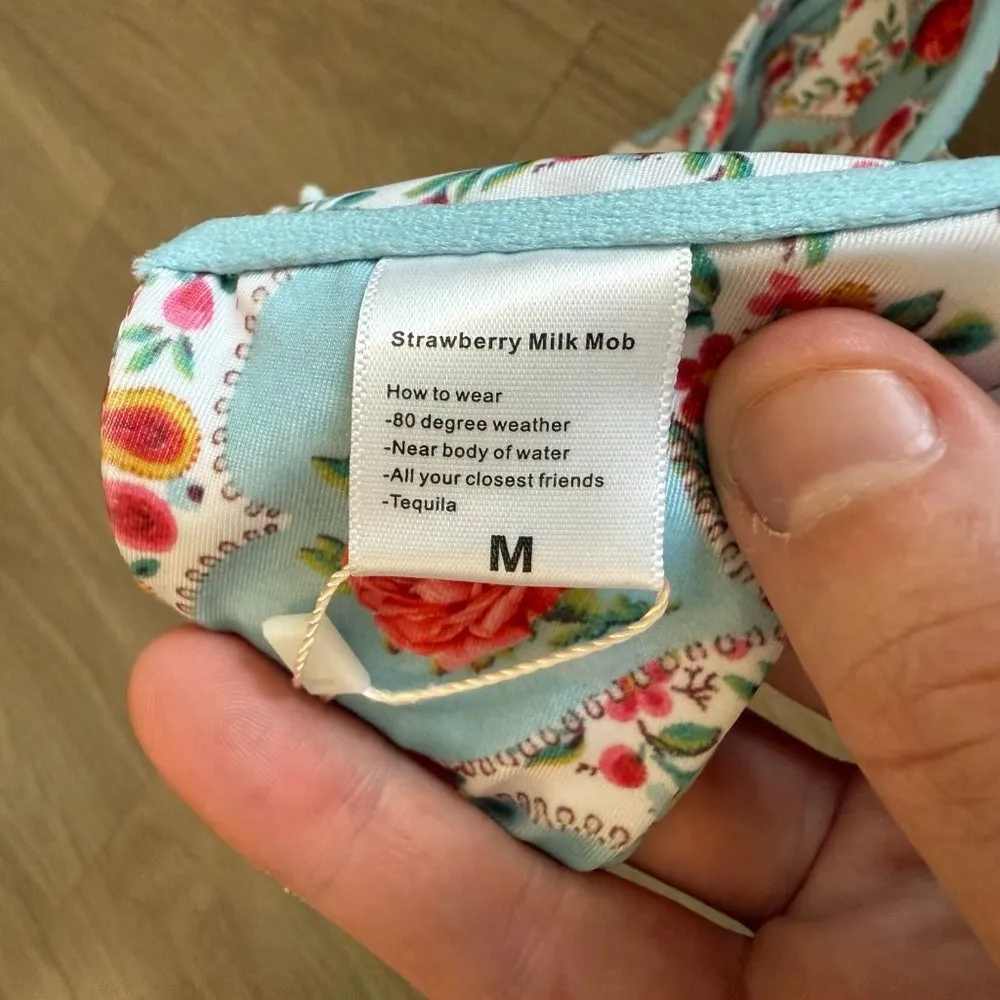 Strawberry Milk Mob
How to wear
-80 degree weather
-Near body of water
-All your closest friends
-Tequila
M